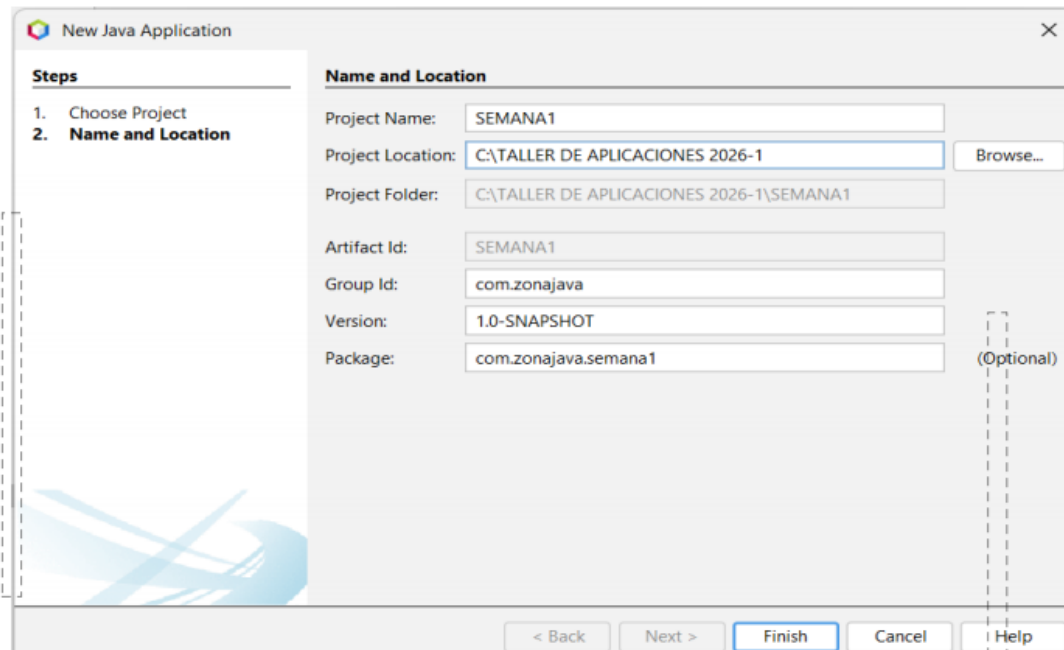 New Java Application
Steps
1. Choose Project
2. Name and Location
Name and Location
Project Name: SEMANA1
Project Location: C:\TALLER DE APLICACIONES 2026-1 Browse...
Project Folder: C:\TALLER DE APLICACIONES 2026-1\SEMANA1
Artifact Id: SEMANA1
Group Id: com.zonajava
Version: 1.0-SNAPSHOT
Package: com.zonajava.semana1 (Optional)
< Back Next > Finish Cancel Help